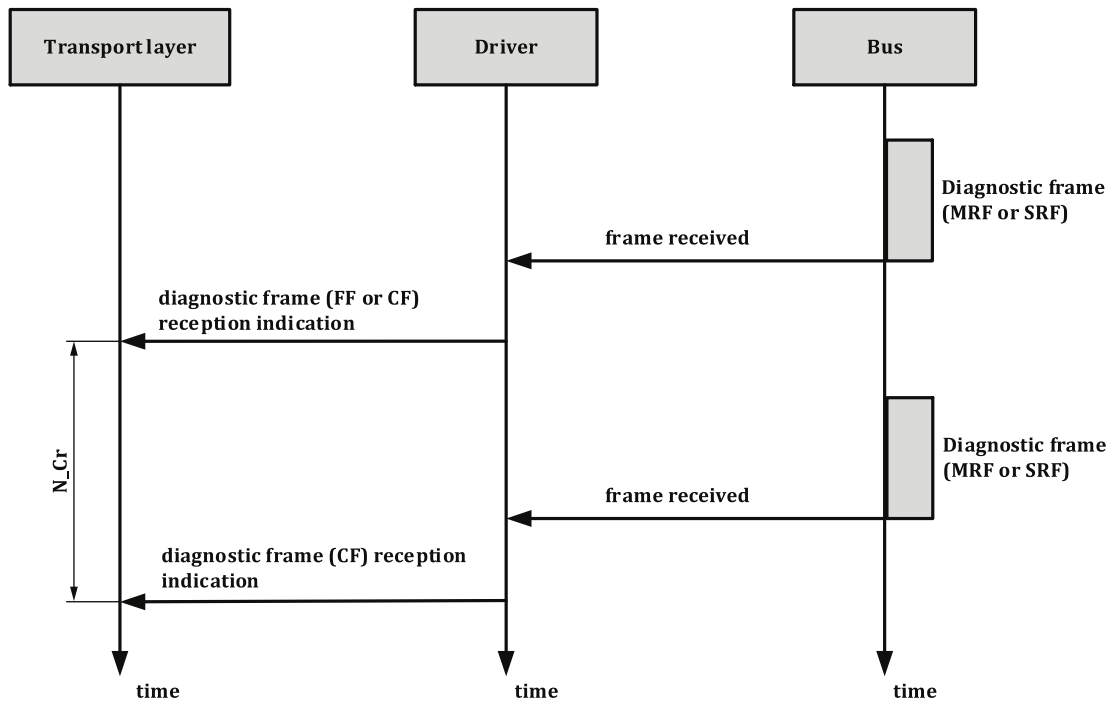 Transport layer
Driver
Bus
Diagnostic frame
(MRF or SRF)
frame received
diagnostic frame (FF or CF)
reception indication
N_Cr
Diagnostic frame
(MRF or SRF)
frame received
diagnostic frame (CF) reception
indication
time
time
time